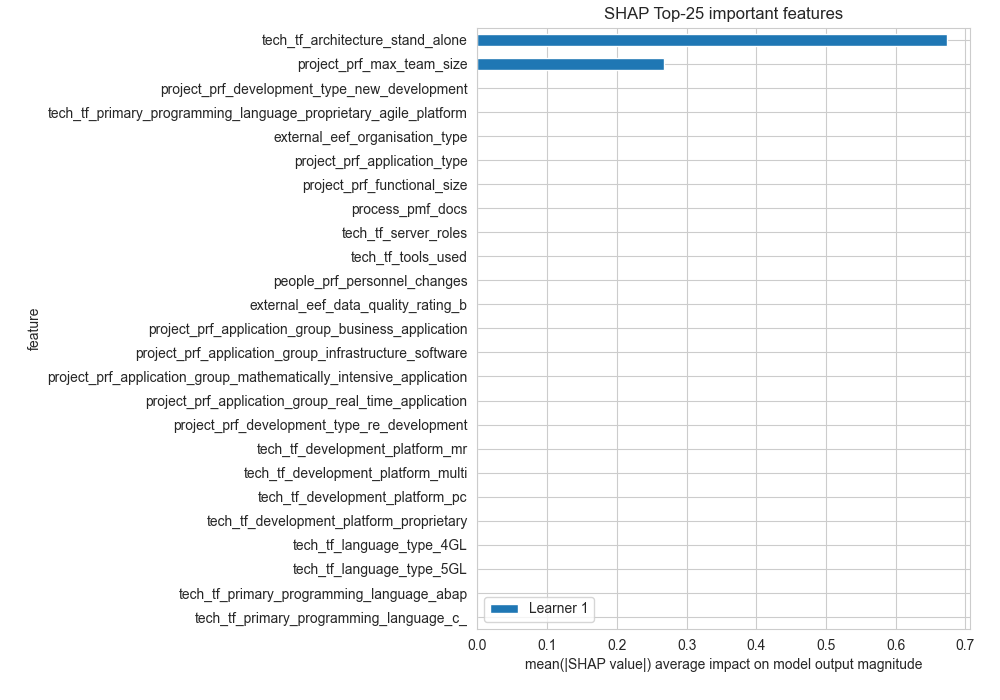 SHAP Top-25 important features
tech_tf_architecture_stand_alone
project_prf_max_team_size
project_prf_development_type_new_development
tech_tf_primary_programming_language_proprietary_agile_platform
external_eef_organisation_type
project_prf_application_type
project_prf_functional_size
process_pmf_docs
tech_tf_server_roles
tech_tf_tools_used
people_prf_personnel_changes
external_eef_data_quality_rating_b
project_prf_application_group_business_application
project_prf_application_group_infrastructure_software
project_prf_application_group_mathematically_intensive_application
project_prf_application_group_real_time_application
project_prf_development_type_re_development
tech_tf_development_platform_mr
tech_tf_development_platform_multi
tech_tf_development_platform_pc
tech_tf_development_platform_proprietary
tech_tf_language_type_4GL
tech_tf_language_type_5GL
tech_tf_primary_programming_language_abap
tech_tf_primary_programming_language_c_
feature
Learner 1
0.0 0.1 0.2 0.3 0.4 0.5 0.6 0.7
mean(|SHAP value|) average impact on model output magnitude